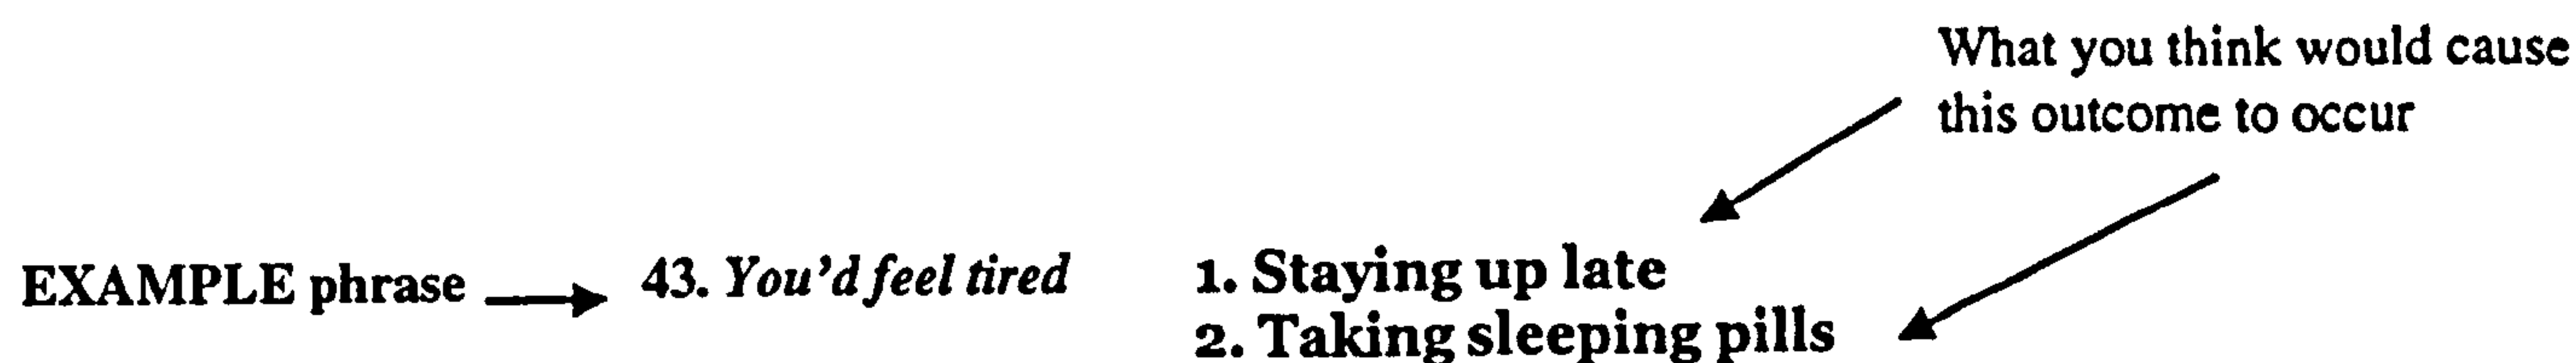 What you think would cause
this outcome to occur
EXAMPLE phrase 43. You'd feel tired 1. Staying up late
2. Taking sleeping pills